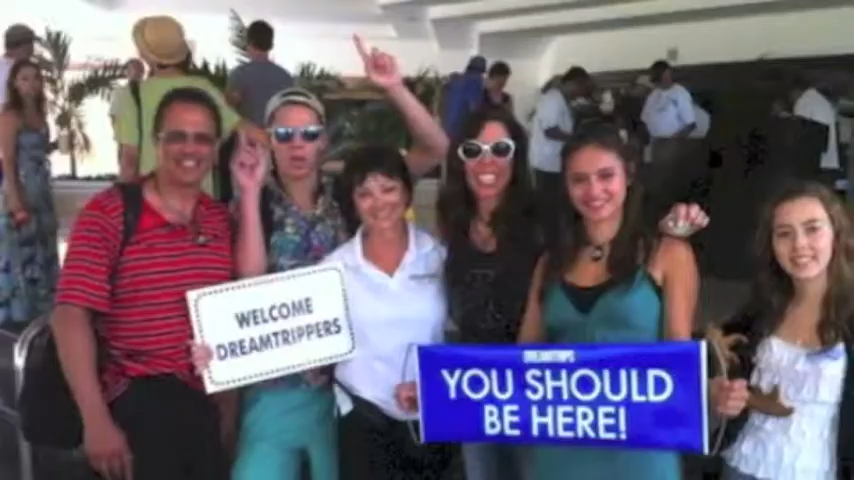 WELCOME
DREAMTRIPPERS
DREAMTRIPS
YOU SHOULD
BE HERE!